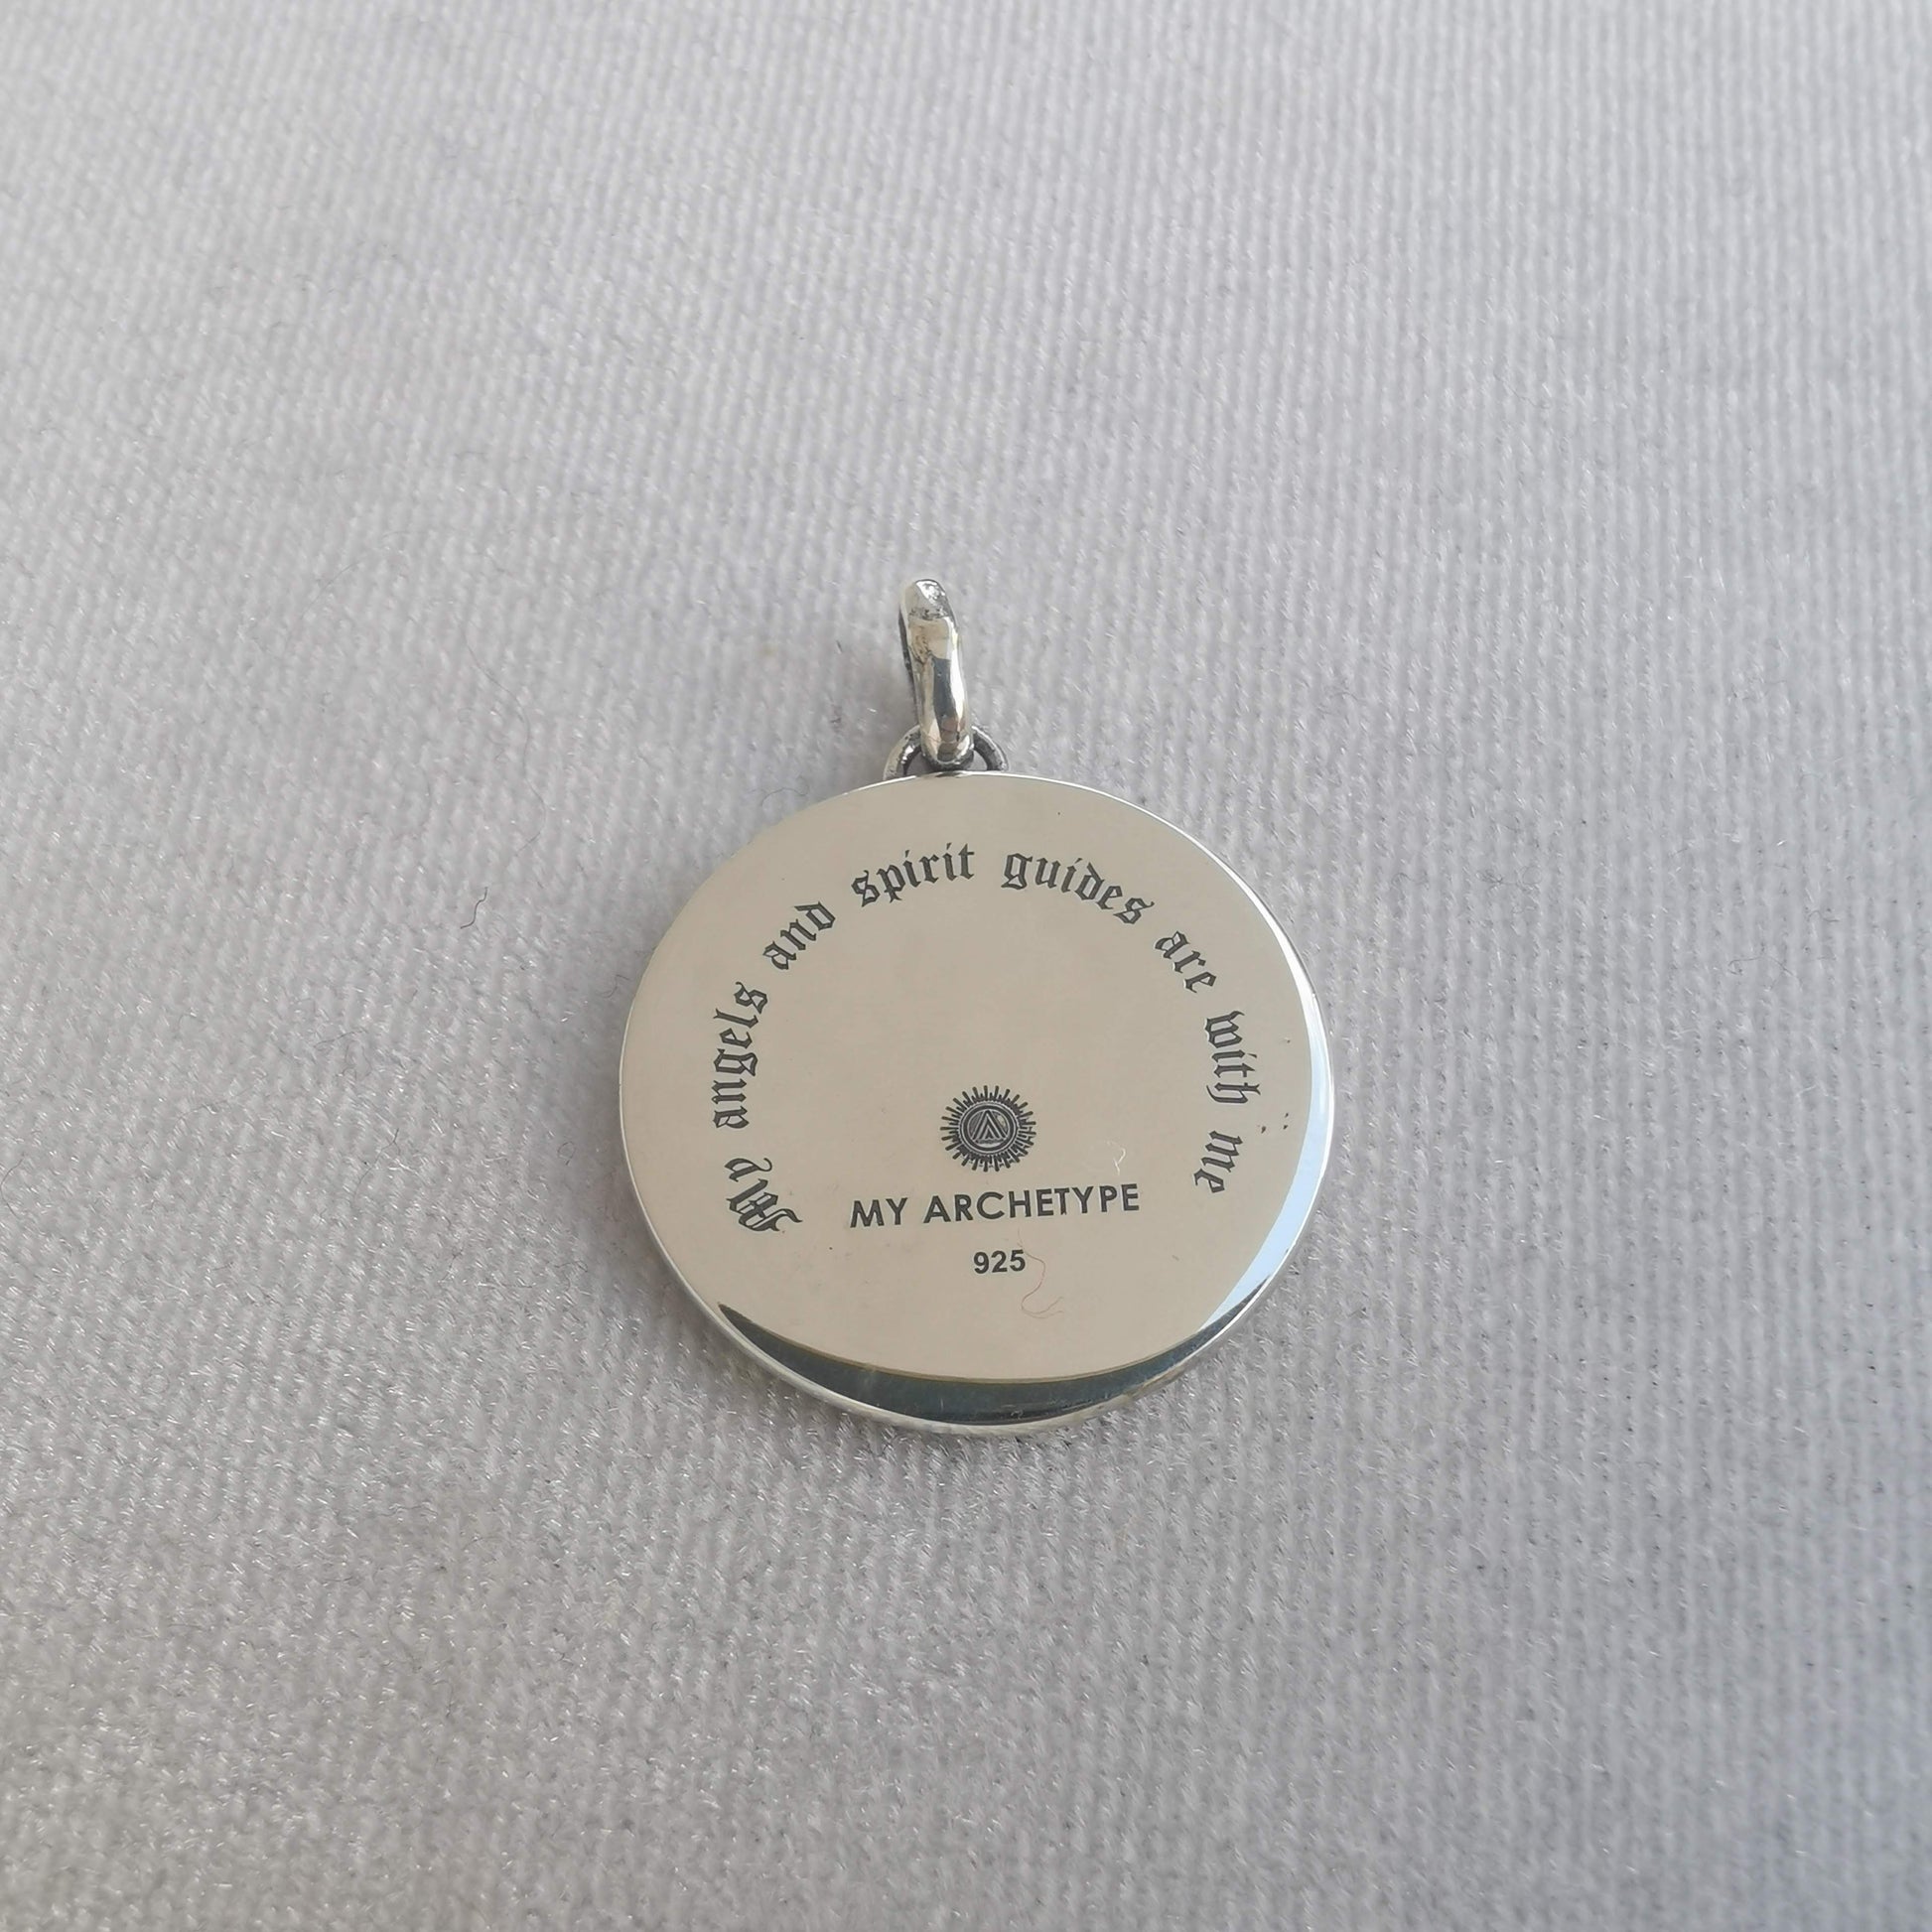 My angels and spirit guides are with me
MY ARCHETYPE
925